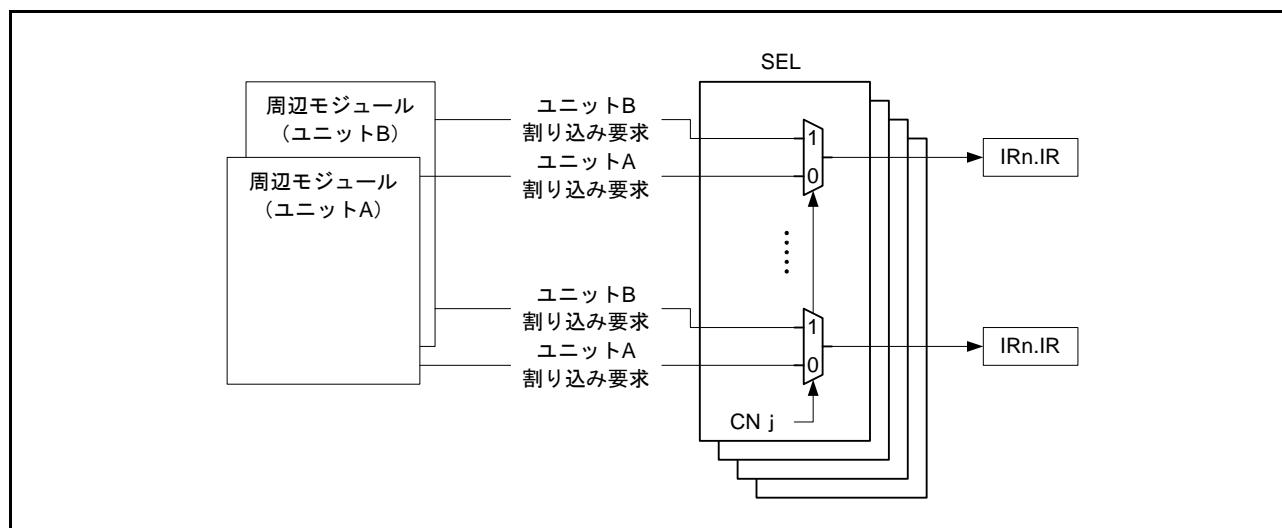 SEL
周辺モジュール
（ユニットB）
周辺モジュール
（ユニットA）
ユニットB
割り込み要求
ユニットA
割り込み要求
1
0
IRn.IR
ユニットB
割り込み要求
ユニットA
割り込み要求
1
0
IRn.IR
CN j